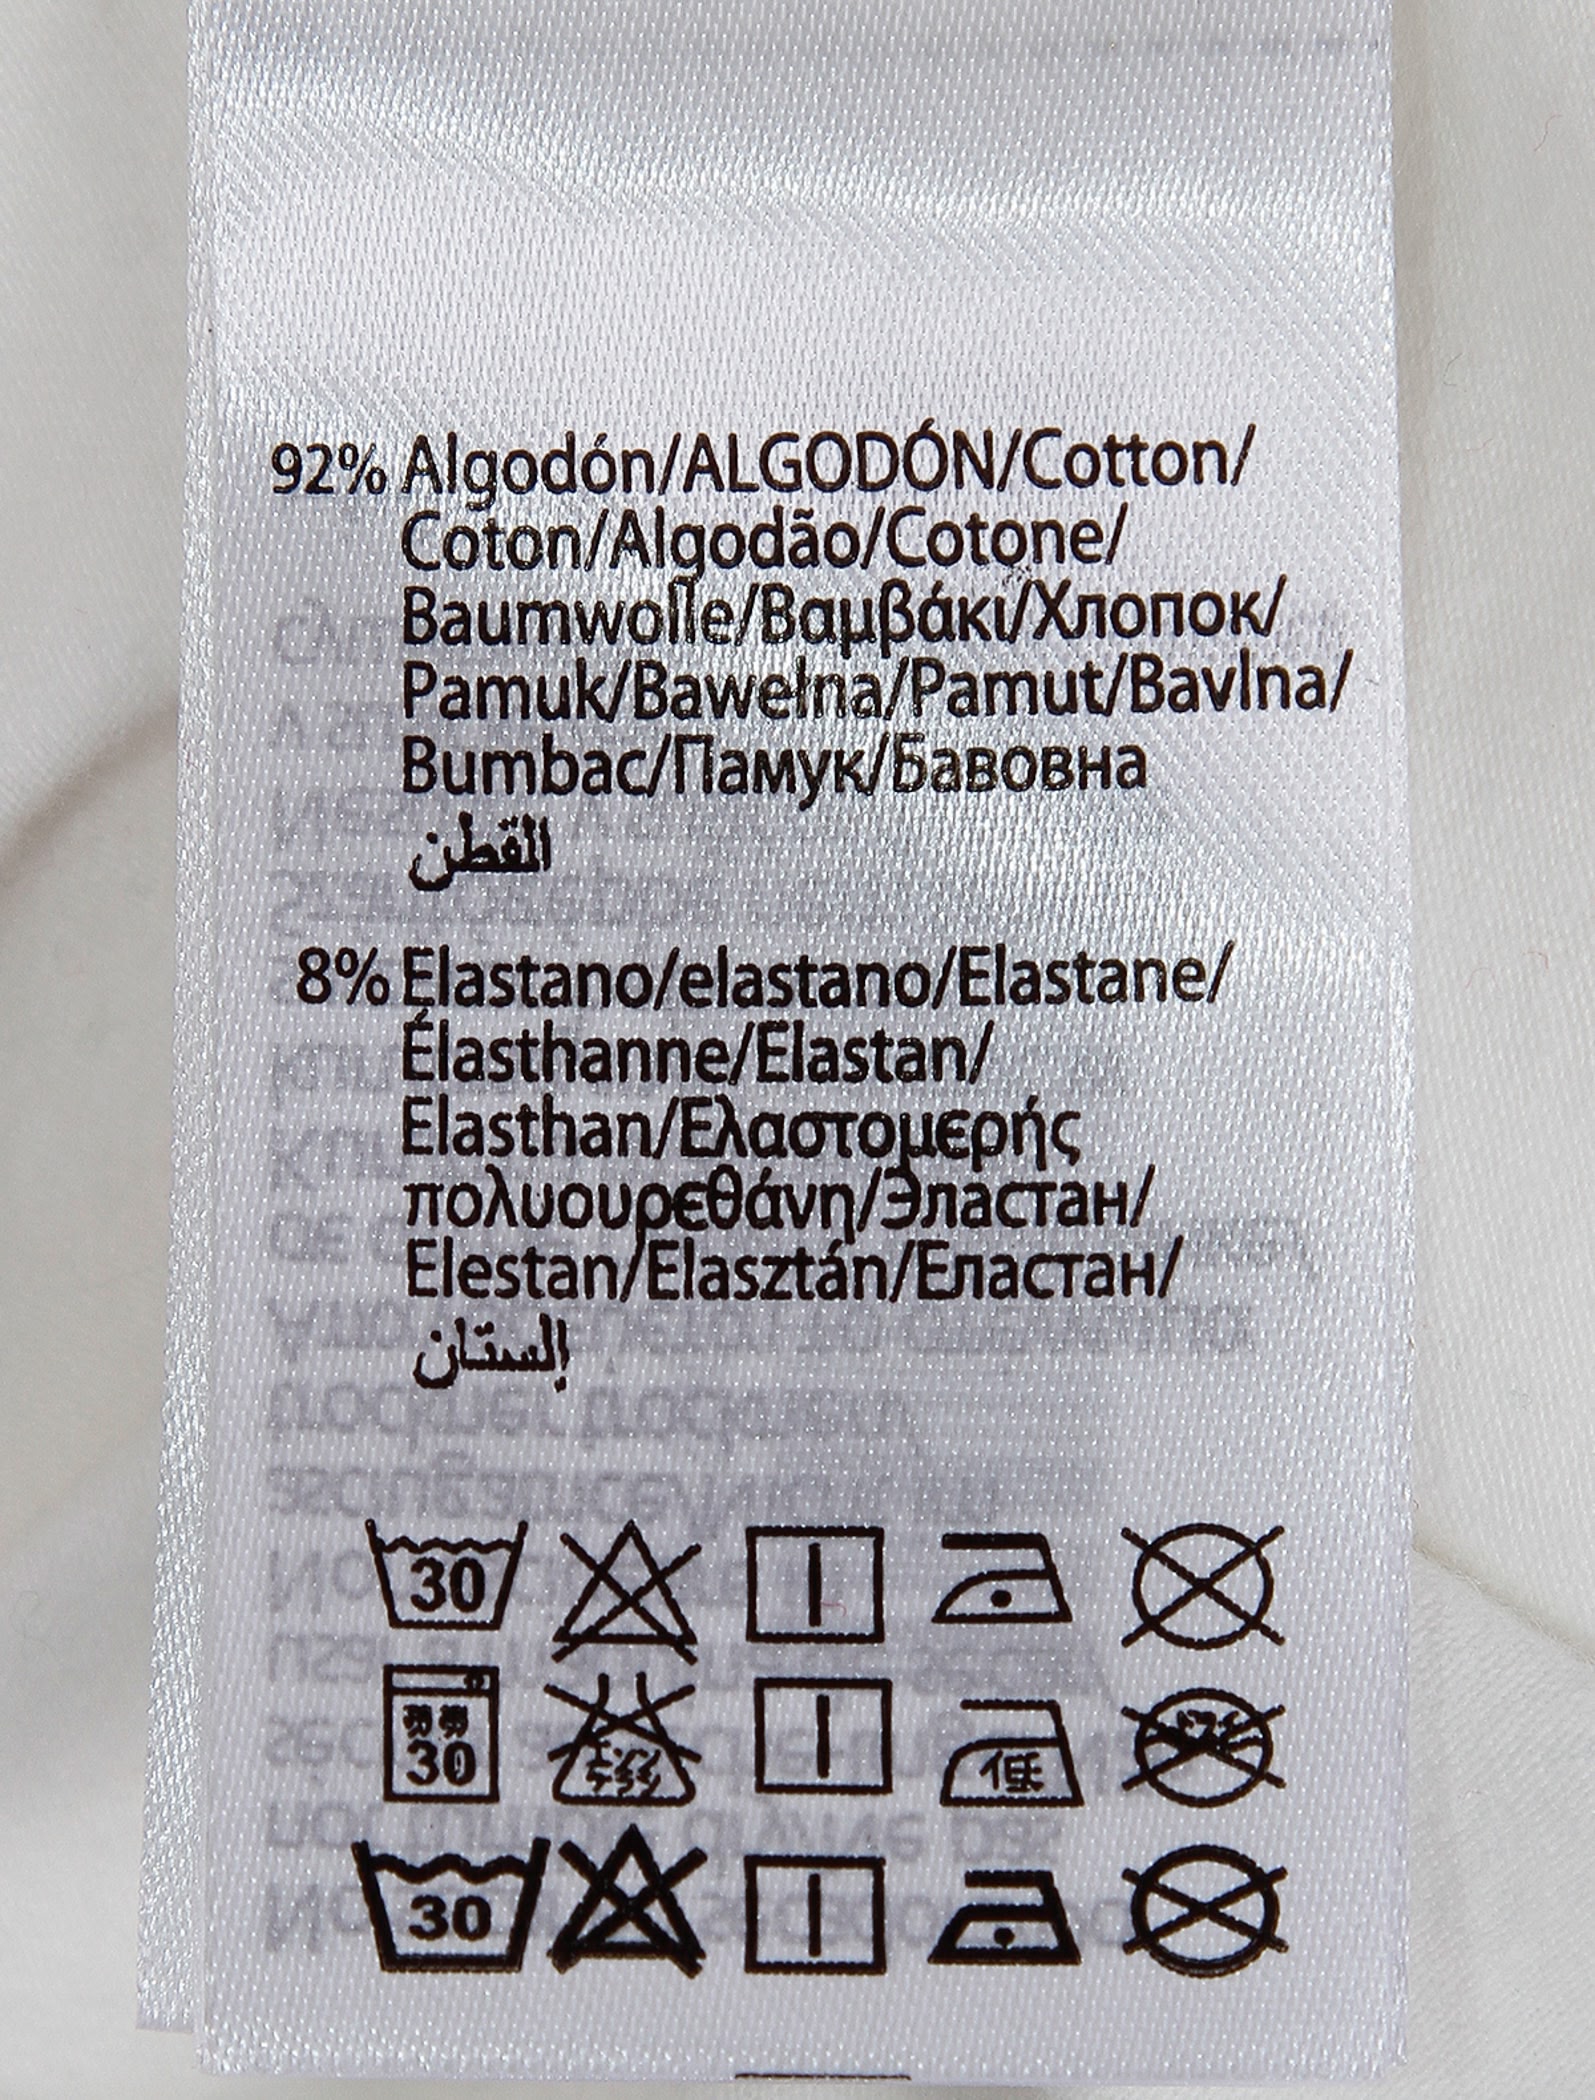 92% Algodón/ALGODÓN/Cotton/
Coton/Algodão/Cotone/
Baumwolle/Βαμβάκι/Хлопок/
Pamuk/Bawełna/Pamut/Bavlna/
Bumbac/Памук/Бавовна
القطن
8% Elastano/elastano/Elastane/
Élasthanne/Elastan/
Elasthan/Ελαστομερής
πολυουρεθάνη/Эластан/
Elestan/Elasztán/Еластан/
إلستان
30
30
低
30